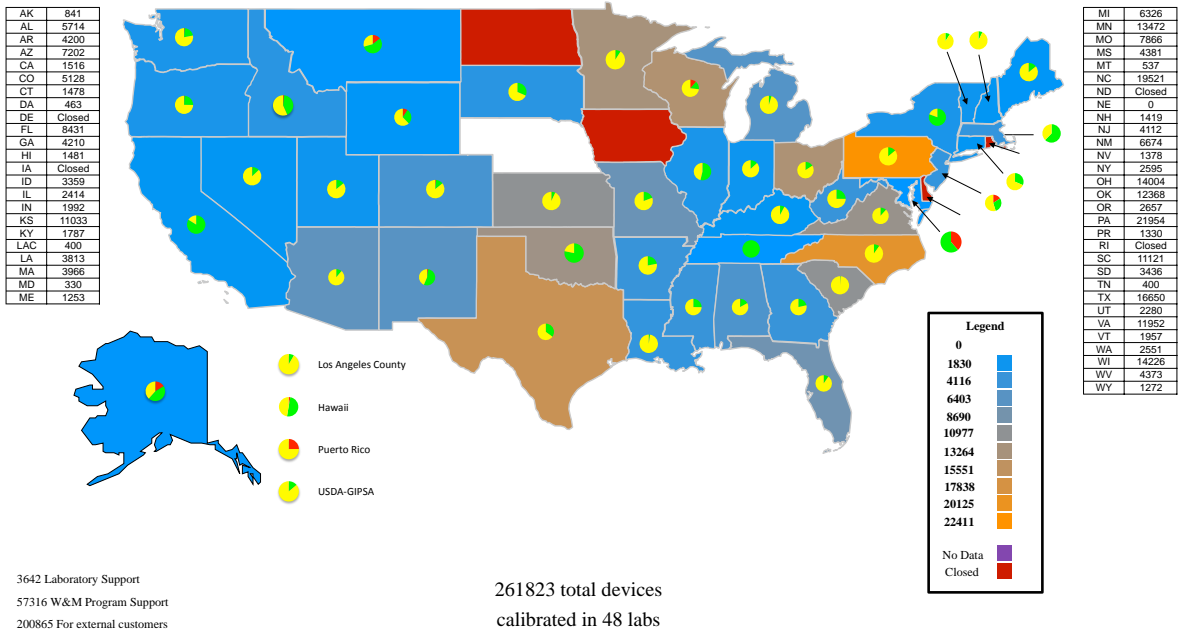 AK 841
AL 5714
AR 4200
AZ 7202
CA 1516
CO 5128
CT 1478
DA 463
DE Closed
FL 8431
GA 4210
HI 1481
IA Closed
ID 3359
IL 2414
IN 1992
KS 11033
KY 1787
LAC 400
LA 3813
MA 3966
MD 330
ME 1253
MI 6326
MN 13472
MO 7866
MS 4381
MT 537
NC 19521
ND Closed
NE 0
NH 1419
NJ 4112
NM 6674
NV 1378
NY 2595
OH 14004
OK 12368
OR 2657
PA 21954
PR 1330
RI Closed
SC 11121
SD 3436
TN 400
TX 16650
UT 2280
VA 11952
VT 1957
WA 2551
WI 14226
WV 4373
WY 1272
Los Angeles County
Hawaii
Puerto Rico
USDA-GIPSA
Legend
0
1830
4116
6403
8690
10977
13264
15551
17838
20125
22411
No Data
Closed
3642 Laboratory Support
57316 W&M Program Support
200865 For external customers
261823 total devices
calibrated in 48 labs